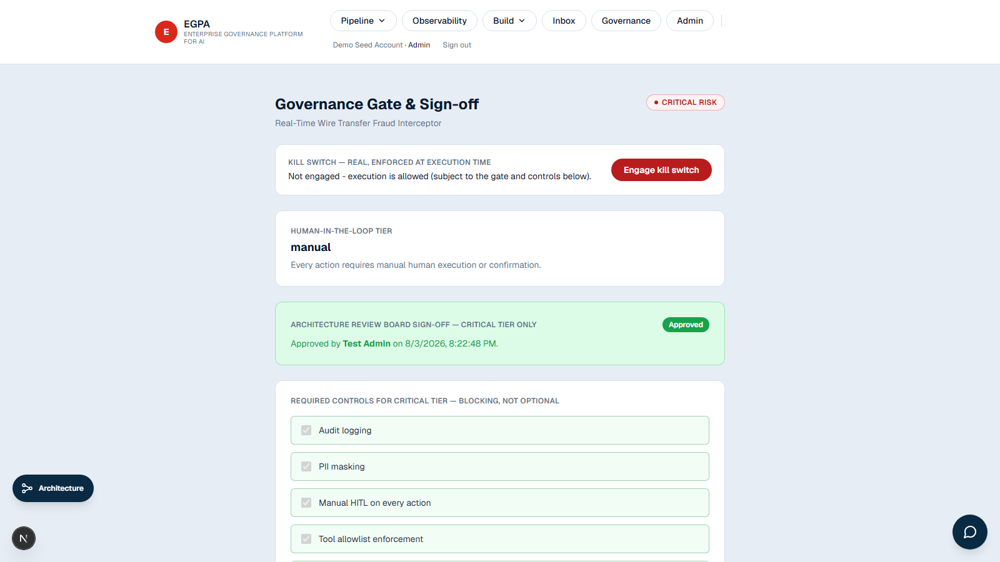 E
EGPA
ENTERPRISE GOVERNANCE PLATFORM
FOR AI
Pipeline
Observability
Build
Inbox
Governance
Admin
Demo Seed Account · Admin
Sign out
Governance Gate & Sign-off
CRITICAL RISK
Real-Time Wire Transfer Fraud Interceptor
KILL SWITCH — REAL, ENFORCED AT EXECUTION TIME
Not engaged - execution is allowed (subject to the gate and controls below).
Engage kill switch
HUMAN-IN-THE-LOOP TIER
manual
Every action requires manual human execution or confirmation.
ARCHITECTURE REVIEW BOARD SIGN-OFF — CRITICAL TIER ONLY
Approved
Approved by Test Admin on 8/3/2026, 8:22:48 PM.
REQUIRED CONTROLS FOR CRITICAL TIER — BLOCKING, NOT OPTIONAL
Audit logging
PII masking
Manual HITL on every action
Tool allowlist enforcement
Architecture
N